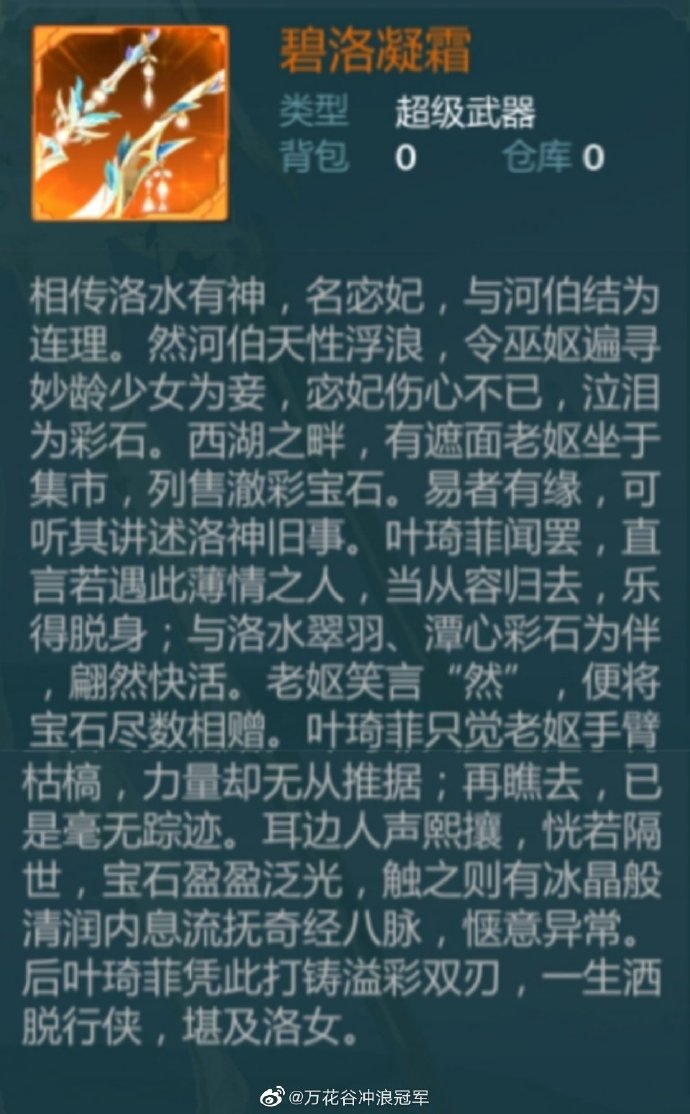 碧洛凝霜
类型 超级武器
背包 0 仓库 0
相传洛水有神，名宓妃，与河伯结为
连理。然河伯天性浮浪，令巫妪遍寻
妙龄少女为妾，宓妃伤心不已，泣泪
为彩石。西湖之畔，有遮面老妪坐于
集市，列售澈彩宝石。易者有缘，可
听其讲述洛神旧事。叶琦菲闻罢，直
言若遇此薄情之人，当从容归去，乐
得脱身；与洛水翠羽、潭心彩石为伴
，翩然快活。老妪笑言“然”，便将
宝石尽数相赠。叶琦菲只觉老妪手臂
枯槁，力量却无从推据；再瞧去，已
是毫无踪迹。耳边人声熙攘，恍若隔
世，宝石盈盈泛光，触之则有冰晶般
清润内息流抚奇经八脉，惬意异常。
后叶琦菲凭此打铸溢彩双刃，一生洒
脱行侠，堪及洛女。
@万花谷冲浪冠军